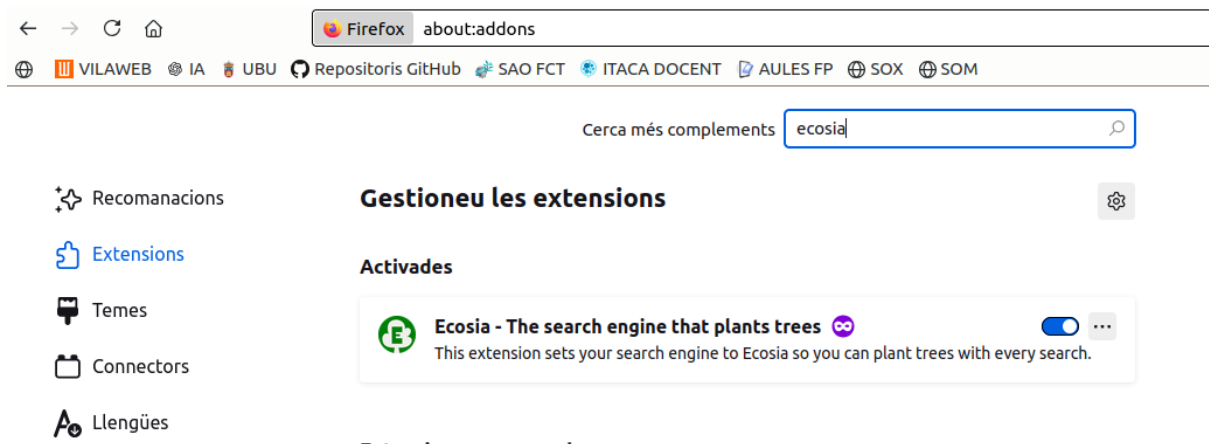 Firefox about:addons
VILAWEB IA UBU Repositoris GitHub SAO FCT ITACA DOCENT AULES FP SOX SOM
Cerca més complements ecosia
Recomanacions
Gestioneu les extensions
Extensions
Activades
Temes
Ecosia - The search engine that plants trees
This extension sets your search engine to Ecosia so you can plant trees with every search.
Connectors
Llengües